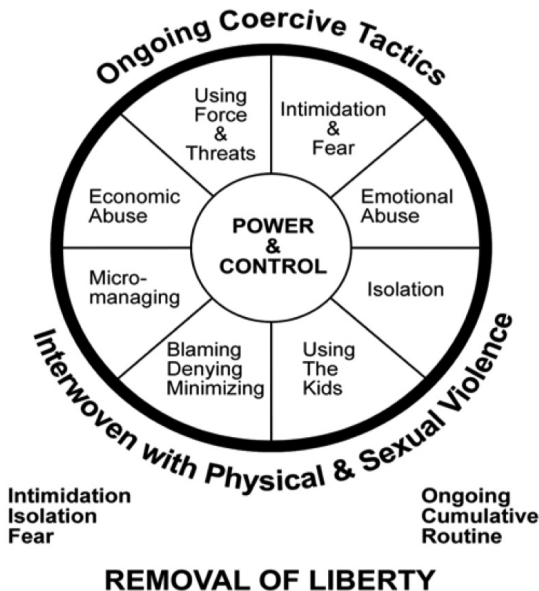 Ongoing Coercive Tactics
Using
Force
&
Threats
Intimidation
&
Fear
Economic
Abuse
Emotional
Abuse
POWER
&
CONTROL
Micro-
managing
Isolation
Blaming
Denying
Minimizing
Using
The
Kids
Interwoven with Physical & Sexual Violence
Intimidation
Isolation
Fear
Ongoing
Cumulative
Routine
REMOVAL OF LIBERTY